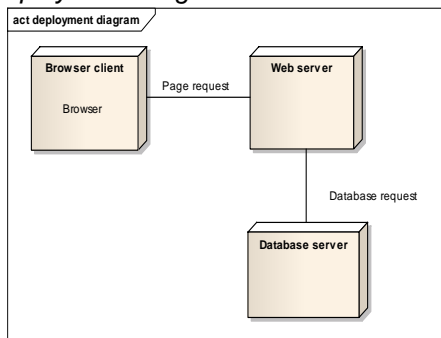 act deployment diagram
Browser client
Browser
Page request
Web server
Database request
Database server